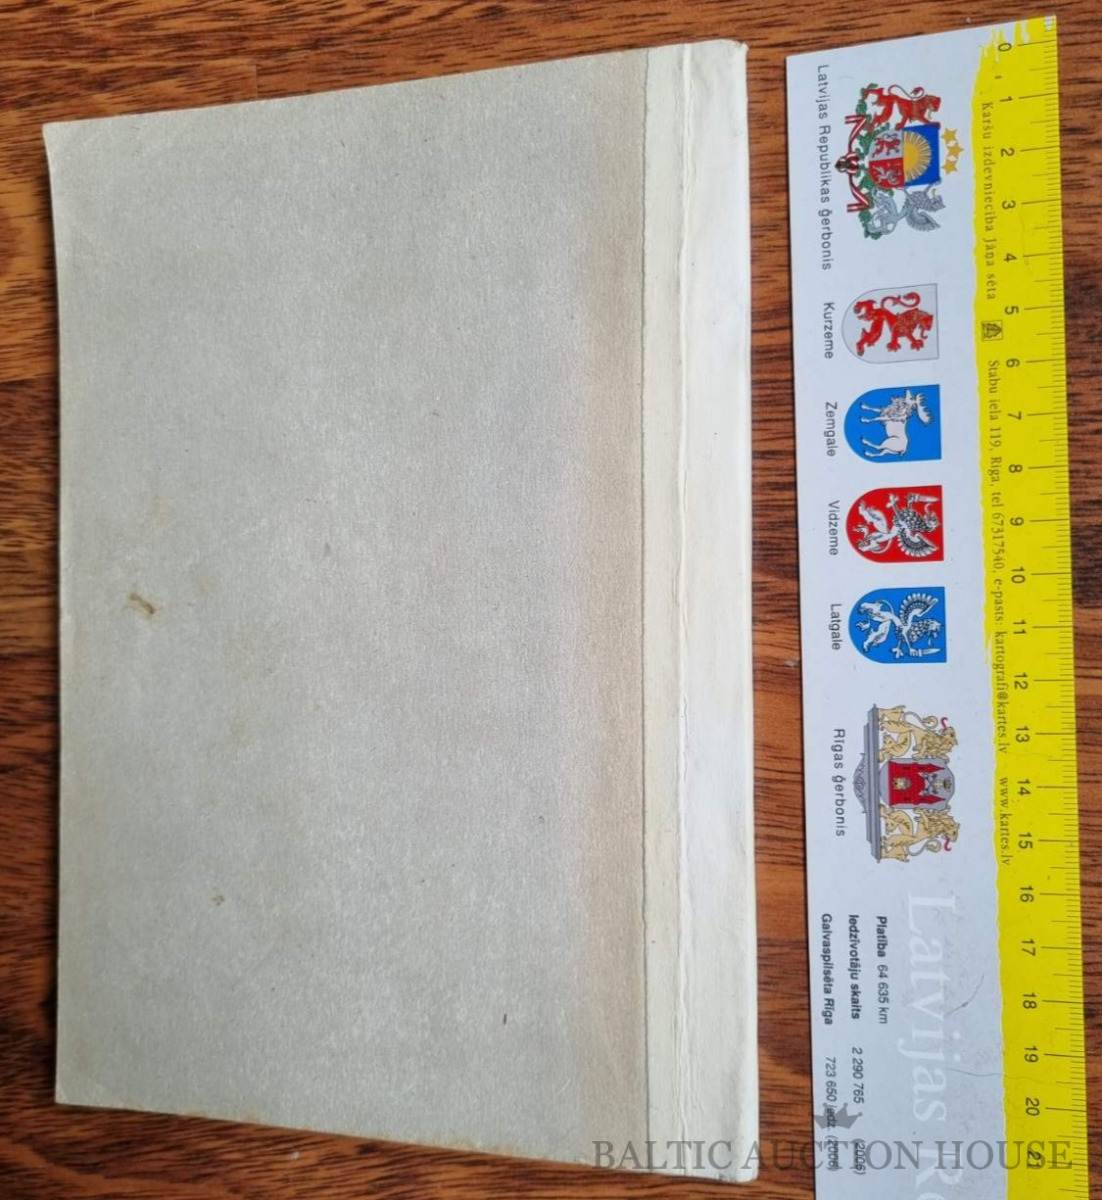 0 1 2 3 4 5 6 7 8 9 10 11 12 13 14 15 16 17 18 19 20 21
Karšu izdevniecība Jāņa sēta Stabu iela 119, Rīga, tel 67317540, e-pasts: kartografi@kartes.lv www.kartes.lv
Latvijas R
Latvijas Republikas ģerbonis
Kurzeme
Zemgale
Vidzeme
Latgale
Rīgas ģerbonis
Platība 64 635 km
Iedzīvotāju skaits 2 290 765 (2006)
Galvaspilsēta Rīga 723 650 iedz. (2006)
BALTIC AUCTION HOUSE